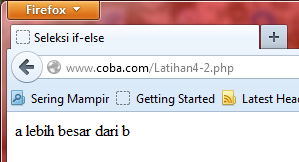 Firefox
Seleksi if-else
www.coba.com/Latihan4-2.php
Sering Mampir Getting Started Latest Hea
a lebih besar dari b